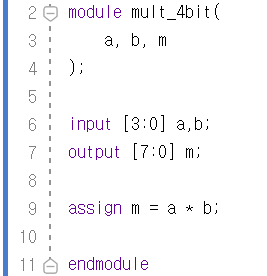 2 module mult_4bit(
3 a, b, m
4 );
5
6 input [3:0] a,b;
7 output [7:0] m;
8
9 assign m = a * b;
10
11 endmodule